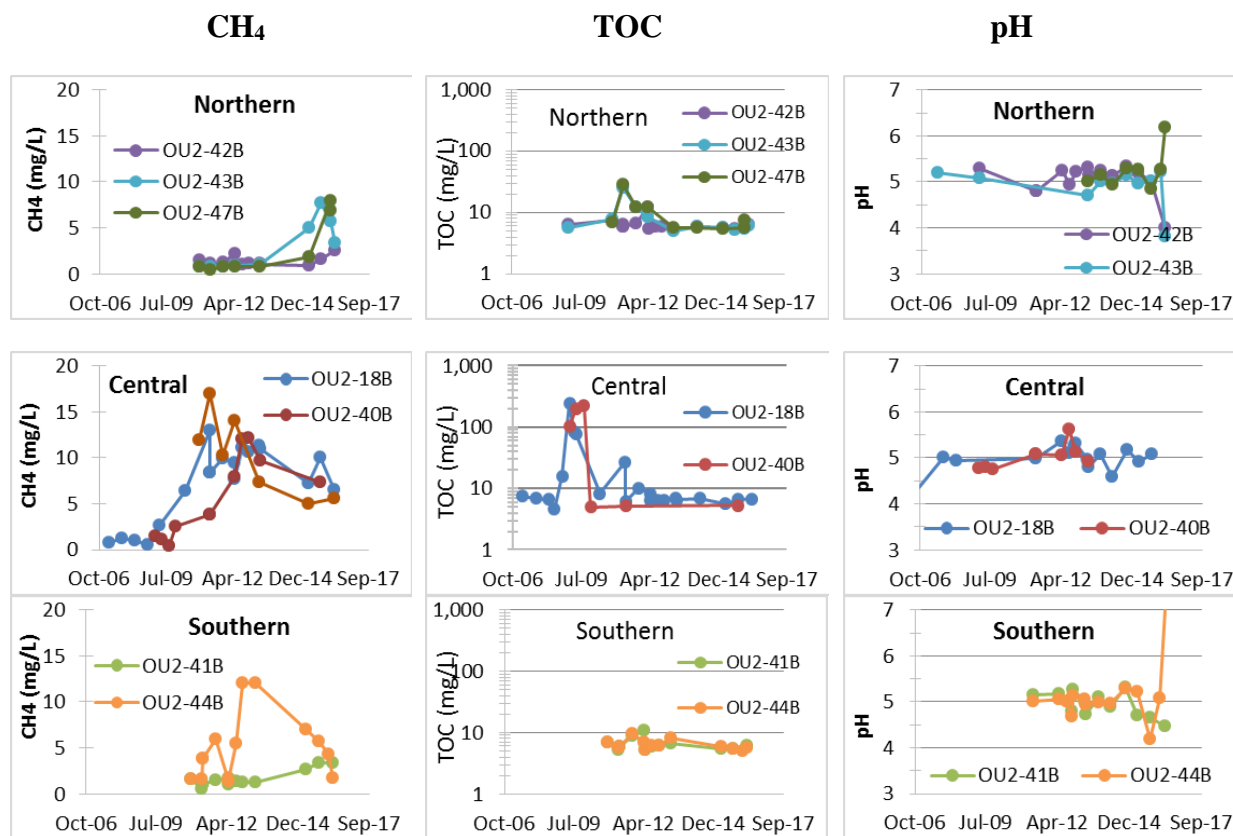 CH₄ TOC pH
20
15
10
5
0
CH4 (mg/L)
Northern
OU2-42B
OU2-43B
OU2-47B
Oct-06 Jul-09 Apr-12 Dec-14 Sep-17
1,000
100
10
1
TOC (mg/L)
Northern
OU2-42B
OU2-43B
OU2-47B
Oct-06 Jul-09 Apr-12 Dec-14 Sep-17
7
6
5
4
3
pH
Northern
OU2-42B
OU2-43B
Oct-06 Jul-09 Apr-12 Dec-14 Sep-17
20
15
10
5
0
CH4 (mg/L)
Central
OU2-18B
OU2-40B
Oct-06 Jul-09 Apr-12 Dec-14 Sep-17
1,000
100
10
1
TOC (mg/L)
Central
OU2-18B
OU2-40B
Oct-06 Jul-09 Apr-12 Dec-14 Sep-17
7
6
5
4
3
pH
Central
OU2-18B OU2-40B
Oct-06 Jul-09 Apr-12 Dec-14 Sep-17
20
15
10
5
0
CH4 (mg/L)
Southern
OU2-41B
OU2-44B
Oct-06 Jul-09 Apr-12 Dec-14 Sep-17
1,000
100
10
1
TOC (mg/L)
Southern
OU2-41B
OU2-44B
Oct-06 Jul-09 Apr-12 Dec-14 Sep-17
7
6
5
4
3
pH
Southern
OU2-41B OU2-44B
Oct-06 Jul-09 Apr-12 Dec-14 Sep-17